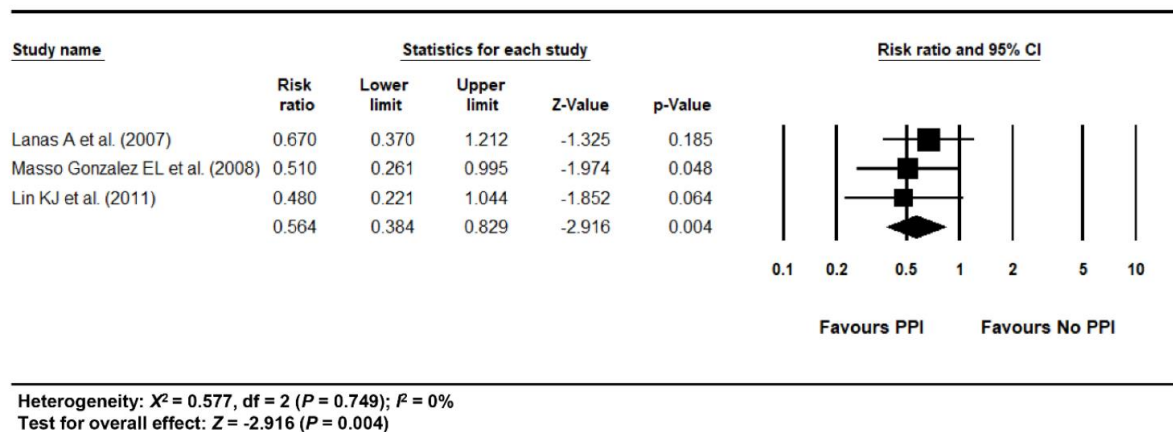 Study name Statistics for each study Risk ratio and 95% CI
Risk ratio Lower limit Upper limit Z-Value p-Value
Lanas A et al. (2007) 0.670 0.370 1.212 -1.325 0.185
Masso Gonzalez EL et al. (2008) 0.510 0.261 0.995 -1.974 0.048
Lin KJ et al. (2011) 0.480 0.221 1.044 -1.852 0.064
0.564 0.384 0.829 -2.916 0.004
0.1 0.2 0.5 1 2 5 10
Favours PPI Favours No PPI
Heterogeneity: X² = 0.577, df = 2 (P = 0.749); I² = 0%
Test for overall effect: Z = -2.916 (P = 0.004)